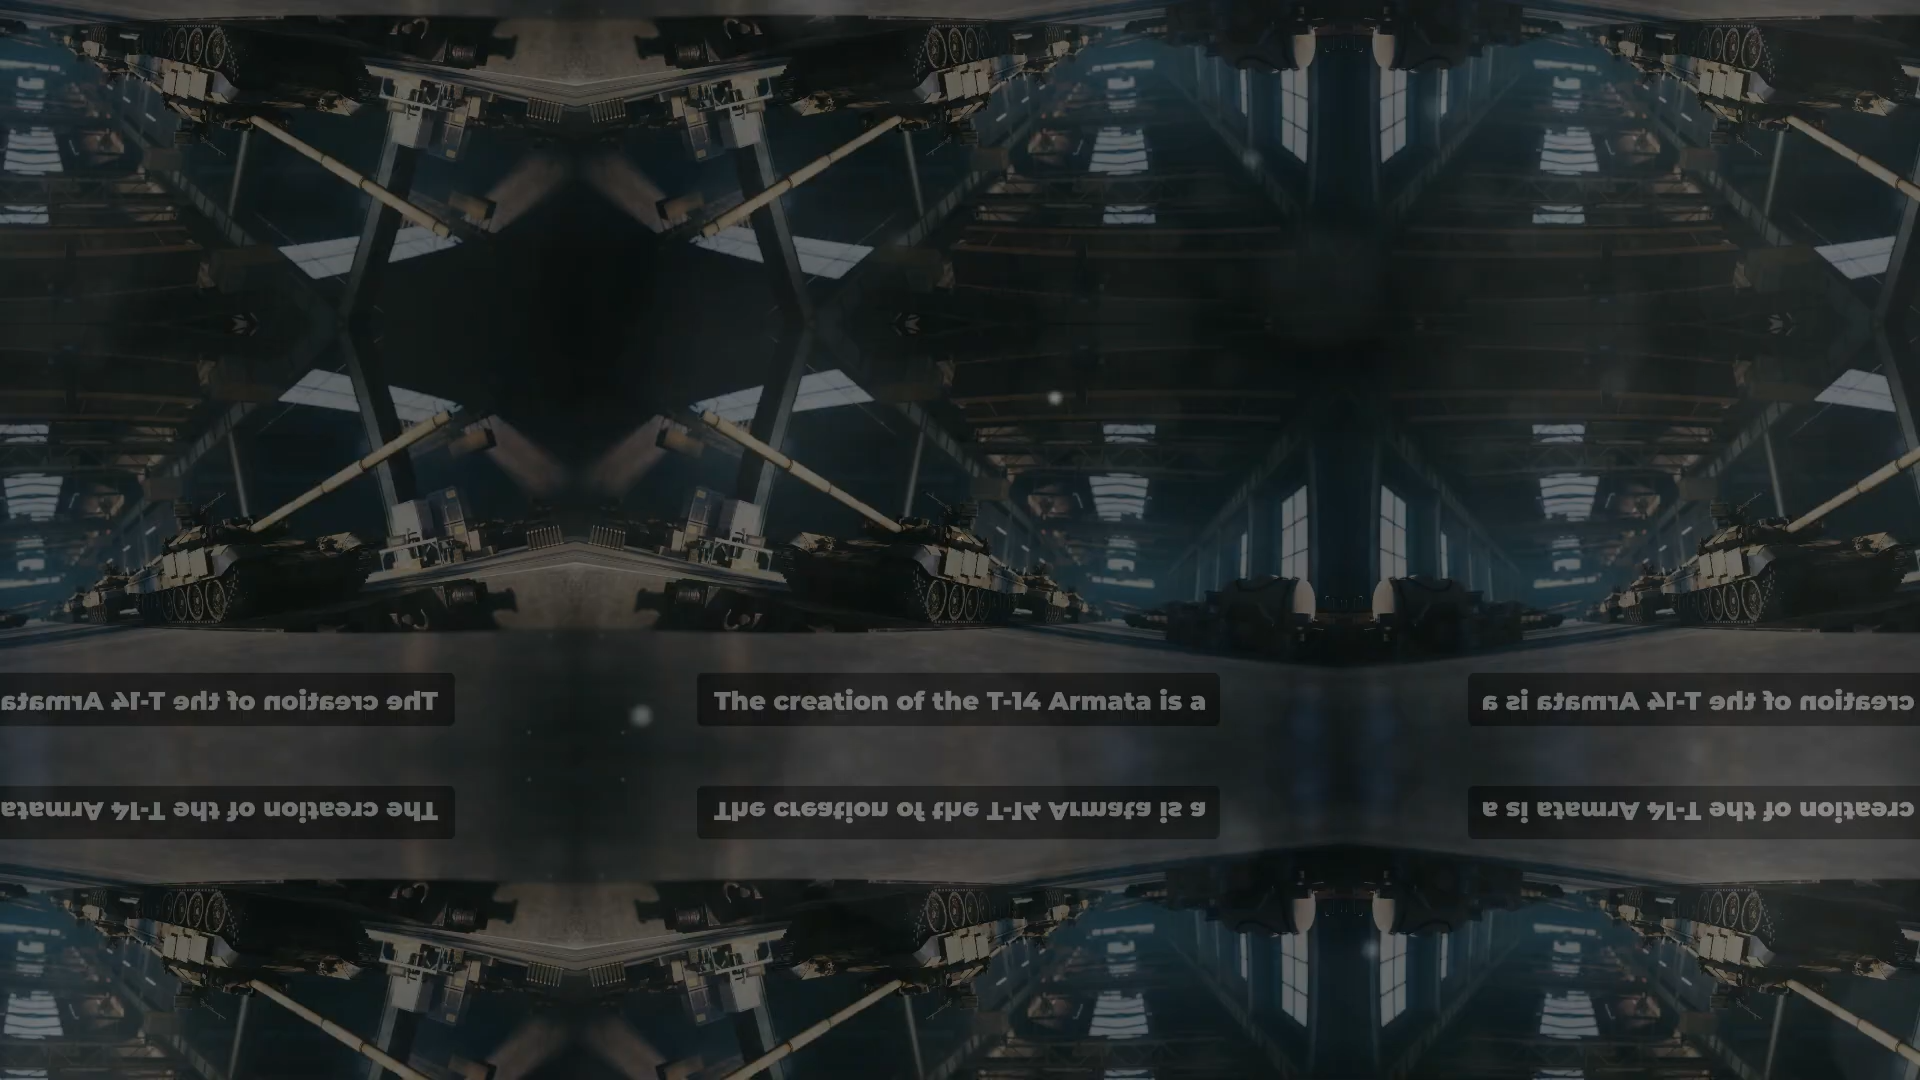 The creation of the T-14 Armata is a